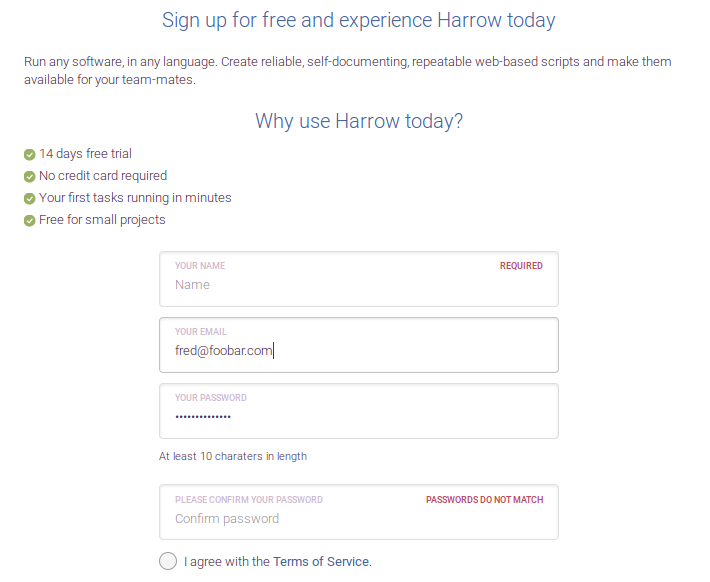 Sign up for free and experience Harrow today
Run any software, in any language. Create reliable, self-documenting, repeatable web-based scripts and make them
available for your team-mates.
Why use Harrow today?
14 days free trial
No credit card required
Your first tasks running in minutes
Free for small projects
YOUR NAME REQUIRED
Name
YOUR EMAIL
fred@foobar.com
YOUR PASSWORD
••••••••••••••
At least 10 charaters in length
PLEASE CONFIRM YOUR PASSWORD PASSWORDS DO NOT MATCH
Confirm password
I agree with the Terms of Service.